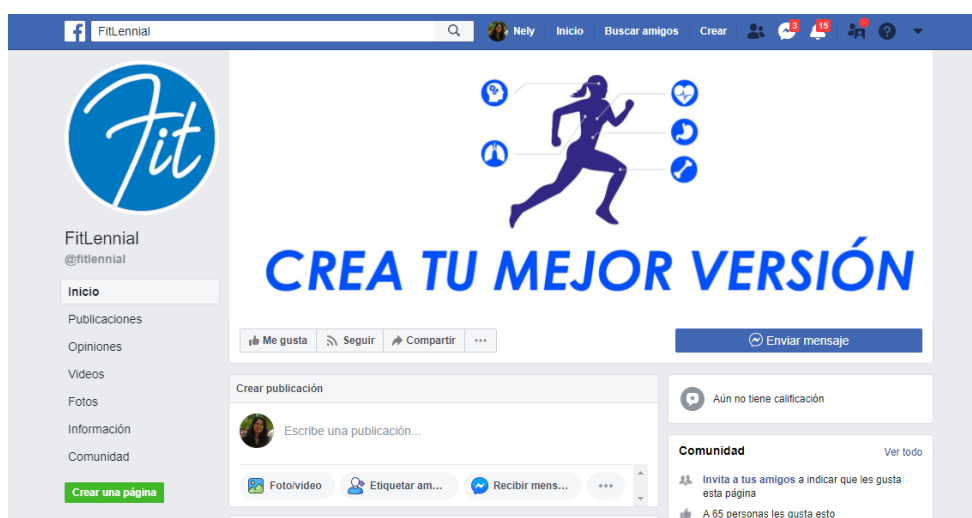 FitLennial
Nely
Inicio
Buscar amigos
Crear
3
15
Fit
FitLennial
@fitlennial
Inicio
Publicaciones
Opiniones
Videos
Fotos
Información
Comunidad
Crear una página
CREA TU MEJOR VERSIÓN
Me gusta
Seguir
Compartir
Enviar mensaje
Crear publicación
Escribe una publicación...
Foto/video
Etiquetar am...
Recibir mens...
Aún no tiene calificación
Comunidad
Ver todo
Invita a tus amigos a indicar que les gusta
esta página
A 65 personas les gusta esto